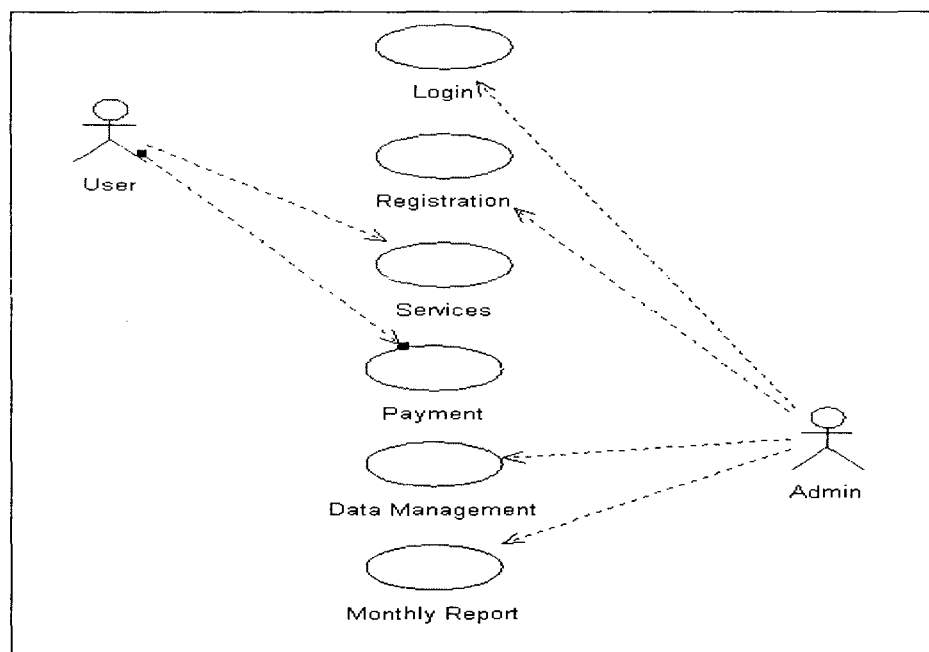 Login
User
Registration
Services
Payment
Admin
Data Management
Monthly Report